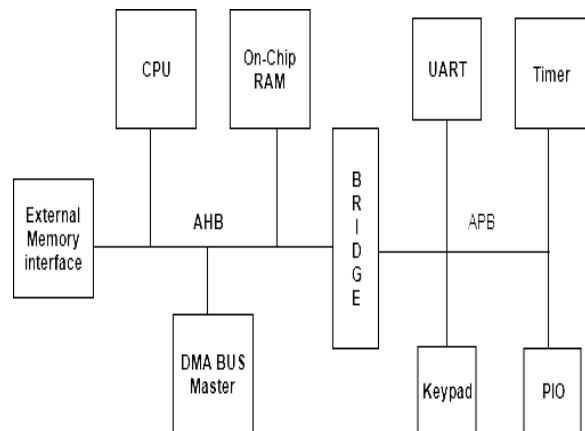 CPU
On-Chip
RAM
UART
Timer
External
Memory
interface
AHB
B
R
I
D
G
E
APB
DMA BUS
Master
Keypad
PIO